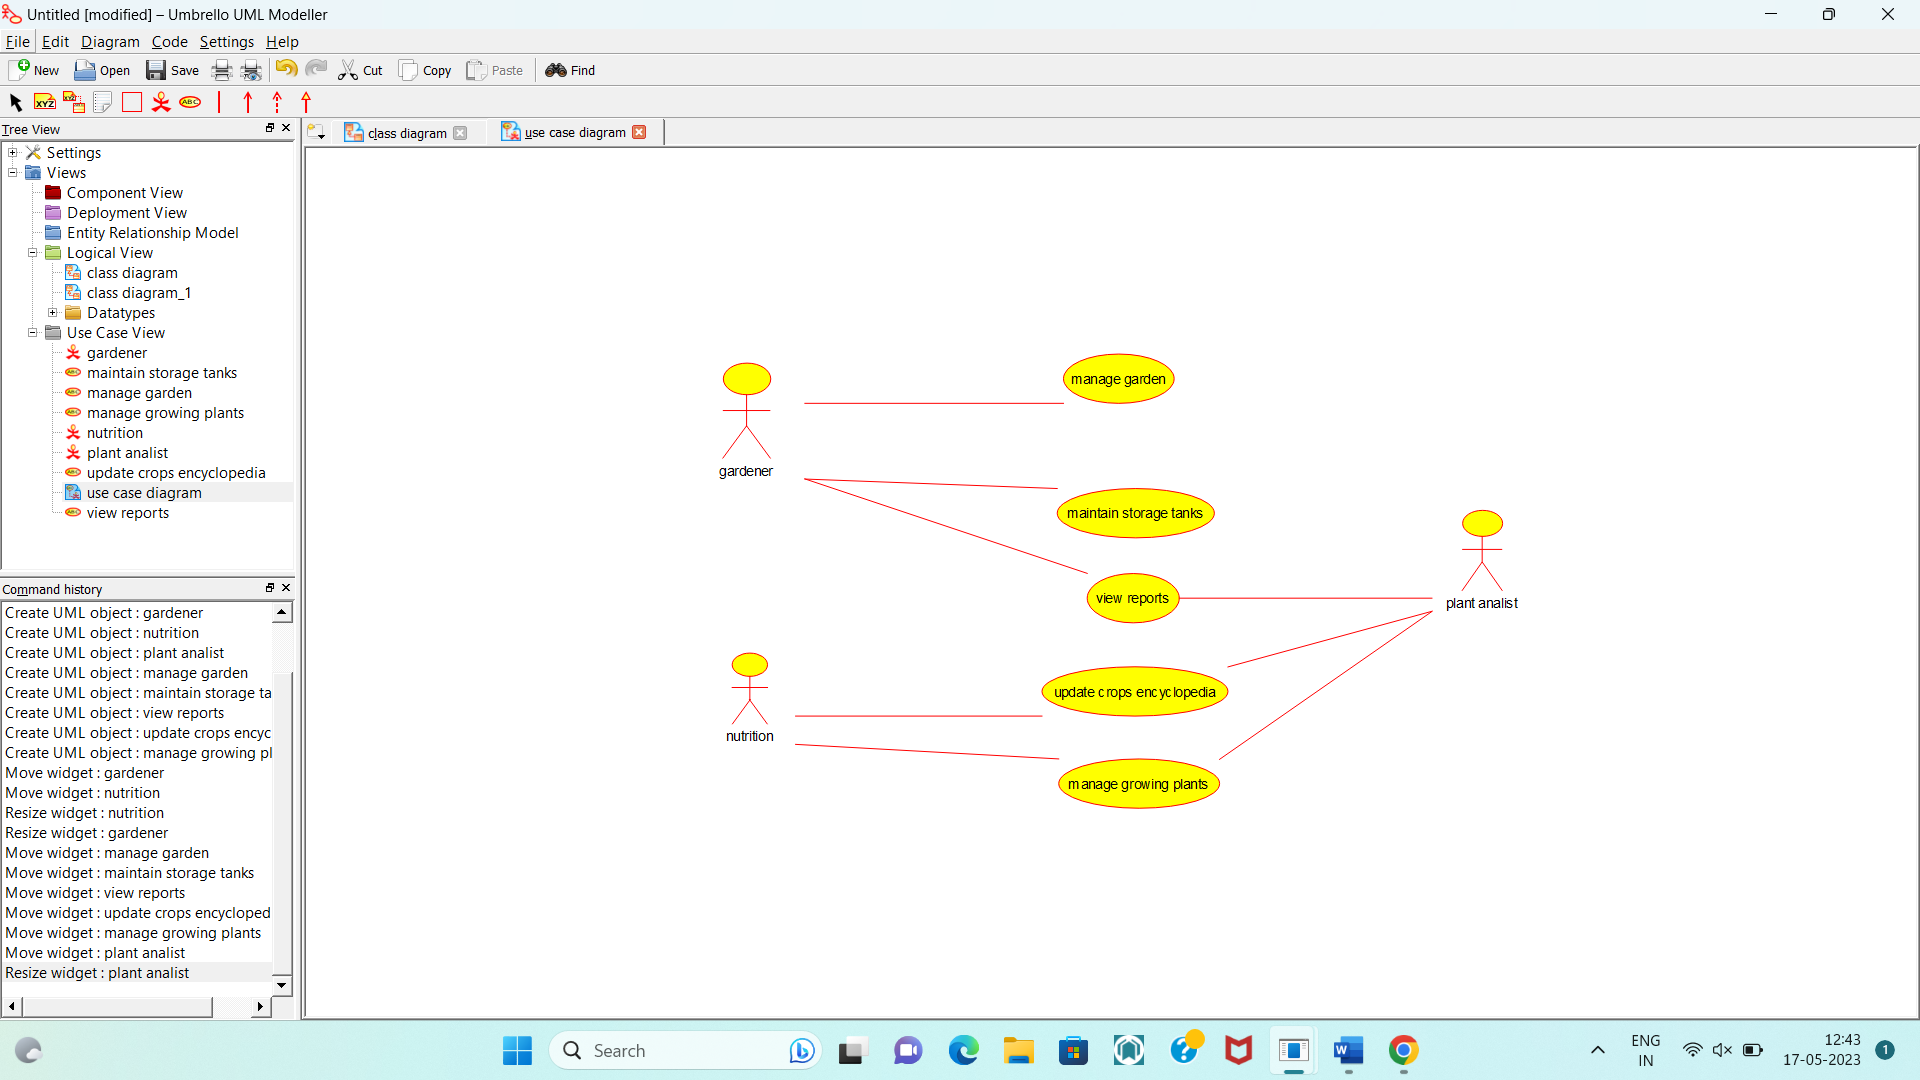 Untitled [modified] – Umbrello UML Modeller
File Edit Diagram Code Settings Help
New Open Save Cut Copy Paste Find
XYZ XYZ ABC
Tree View
class diagram
use case diagram
Settings
Views
Component View
Deployment View
Entity Relationship Model
Logical View
class diagram
class diagram_1
Datatypes
Use Case View
gardener
maintain storage tanks
manage garden
manage growing plants
nutrition
plant analist
update crops encyclopedia
use case diagram
view reports
Command history
Create UML object : gardener
Create UML object : nutrition
Create UML object : plant analist
Create UML object : manage garden
Create UML object : maintain storage ta
Create UML object : view reports
Create UML object : update crops encyc
Create UML object : manage growing pl
Move widget : gardener
Move widget : nutrition
Resize widget : nutrition
Resize widget : gardener
Move widget : manage garden
Move widget : maintain storage tanks
Move widget : view reports
Move widget : update crops encycloped
Move widget : manage growing plants
Move widget : plant analist
Resize widget : plant analist
manage garden
gardener
maintain storage tanks
view reports
plant analist
update crops encyclopedia
nutrition
manage growing plants
Search
ENG
IN
12:43
17-05-2023
1